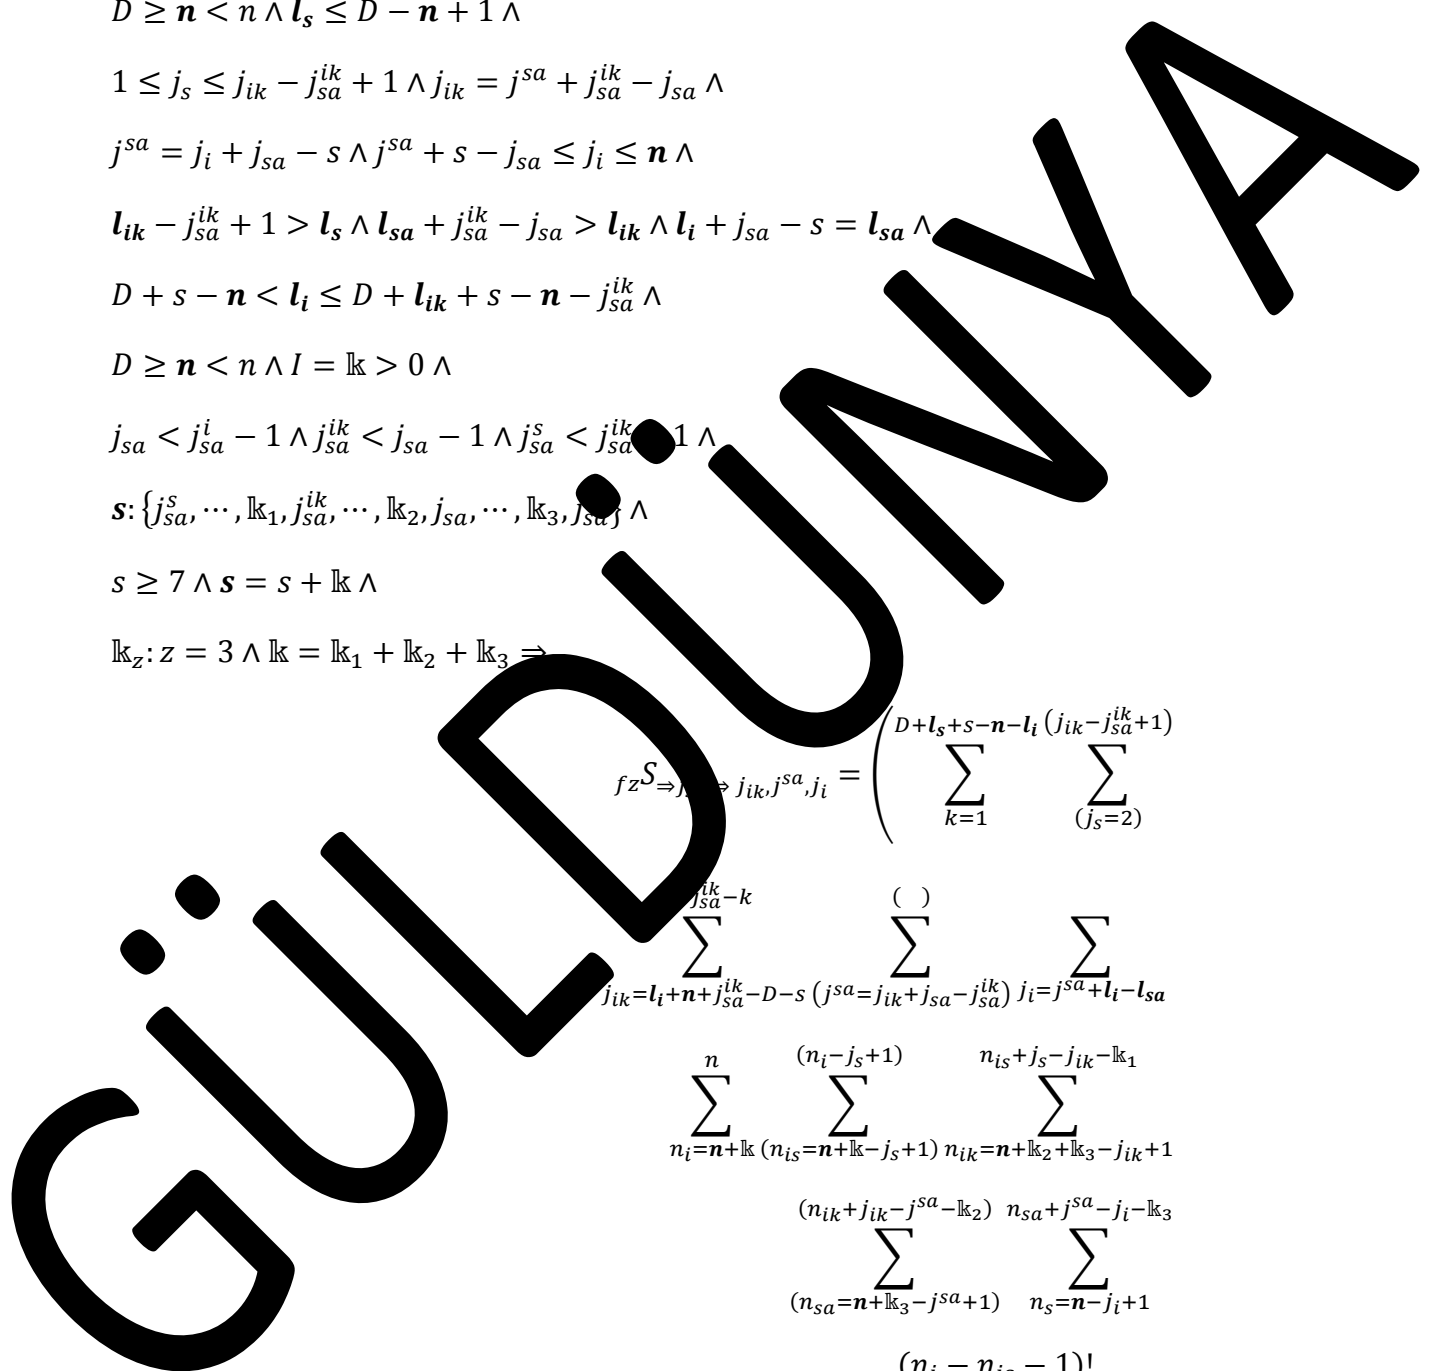 D ≥ n < n ∧ l_s ≤ D − n + 1 ∧
1 ≤ j_s ≤ j_{ik} − j_{sa}^{ik} + 1 ∧ j_{ik} = j^{sa} + j_{sa}^{ik} − j_{sa} ∧
j^{sa} = j_i + j_{sa} − s ∧ j^{sa} + s − j_{sa} ≤ j_i ≤ n ∧
l_{ik} − j_{sa}^{ik} + 1 > l_s ∧ l_{sa} + j_{sa}^{ik} − j_{sa} > l_{ik} ∧ l_i + j_{sa} − s = l_{sa} ∧
D + s − n < l_i ≤ D + l_{ik} + s − n − j_{sa}^{ik} ∧
D ≥ n < n ∧ I = 𝕜 > 0 ∧
j_{sa} < j_{sa}^{i} − 1 ∧ j_{sa}^{ik} < j_{sa} − 1 ∧ j_{sa}^{s} < j_{sa}^{ik} 1 ∧
s: {j_{sa}^{s}, ⋯, 𝕜_1, j_{sa}^{ik}, ⋯, 𝕜_2, j_{sa}, ⋯, 𝕜_3, } ∧
s ≥ 7 ∧ s = s + 𝕜 ∧
𝕜_z: z = 3 ∧ 𝕜 = 𝕜_1 + 𝕜_2 + 𝕜_3 ⇒
_{fz}S_{⇒ ⇒ j_{ik}, j^{sa}, j_i} = ( ∑_{k=1}^{D+l_s+s−n−l_i} ∑_{(j_s=2)}^{(j_{ik}−j_{sa}^{ik}+1)}
∑_{j_{ik}=l_i+n+j_{sa}^{ik}−D−s}^{j_{sa}^{ik}−k} ∑_{(j^{sa}=j_{ik}+j_{sa}−j_{sa}^{ik})}^{( )} ∑_{j_i=j^{sa}+l_i−l_{sa}}
∑_{n_i=n+𝕜}^{n} ∑_{(n_{is}=n+𝕜−j_s+1)}^{(n_i−j_s+1)} ∑_{n_{ik}=n+𝕜_2+𝕜_3−j_{ik}+1}^{n_{is}+j_s−j_{ik}−𝕜_1}
∑_{(n_{sa}=n+𝕜_3−j^{sa}+1)}^{(n_{ik}+j_{ik}−j^{sa}−𝕜_2)} ∑_{n_s=n−j_i+1}^{n_{sa}+j^{sa}−j_i−𝕜_3}
(n_i − n_{is} − 1)!
GÜLDÜNYA